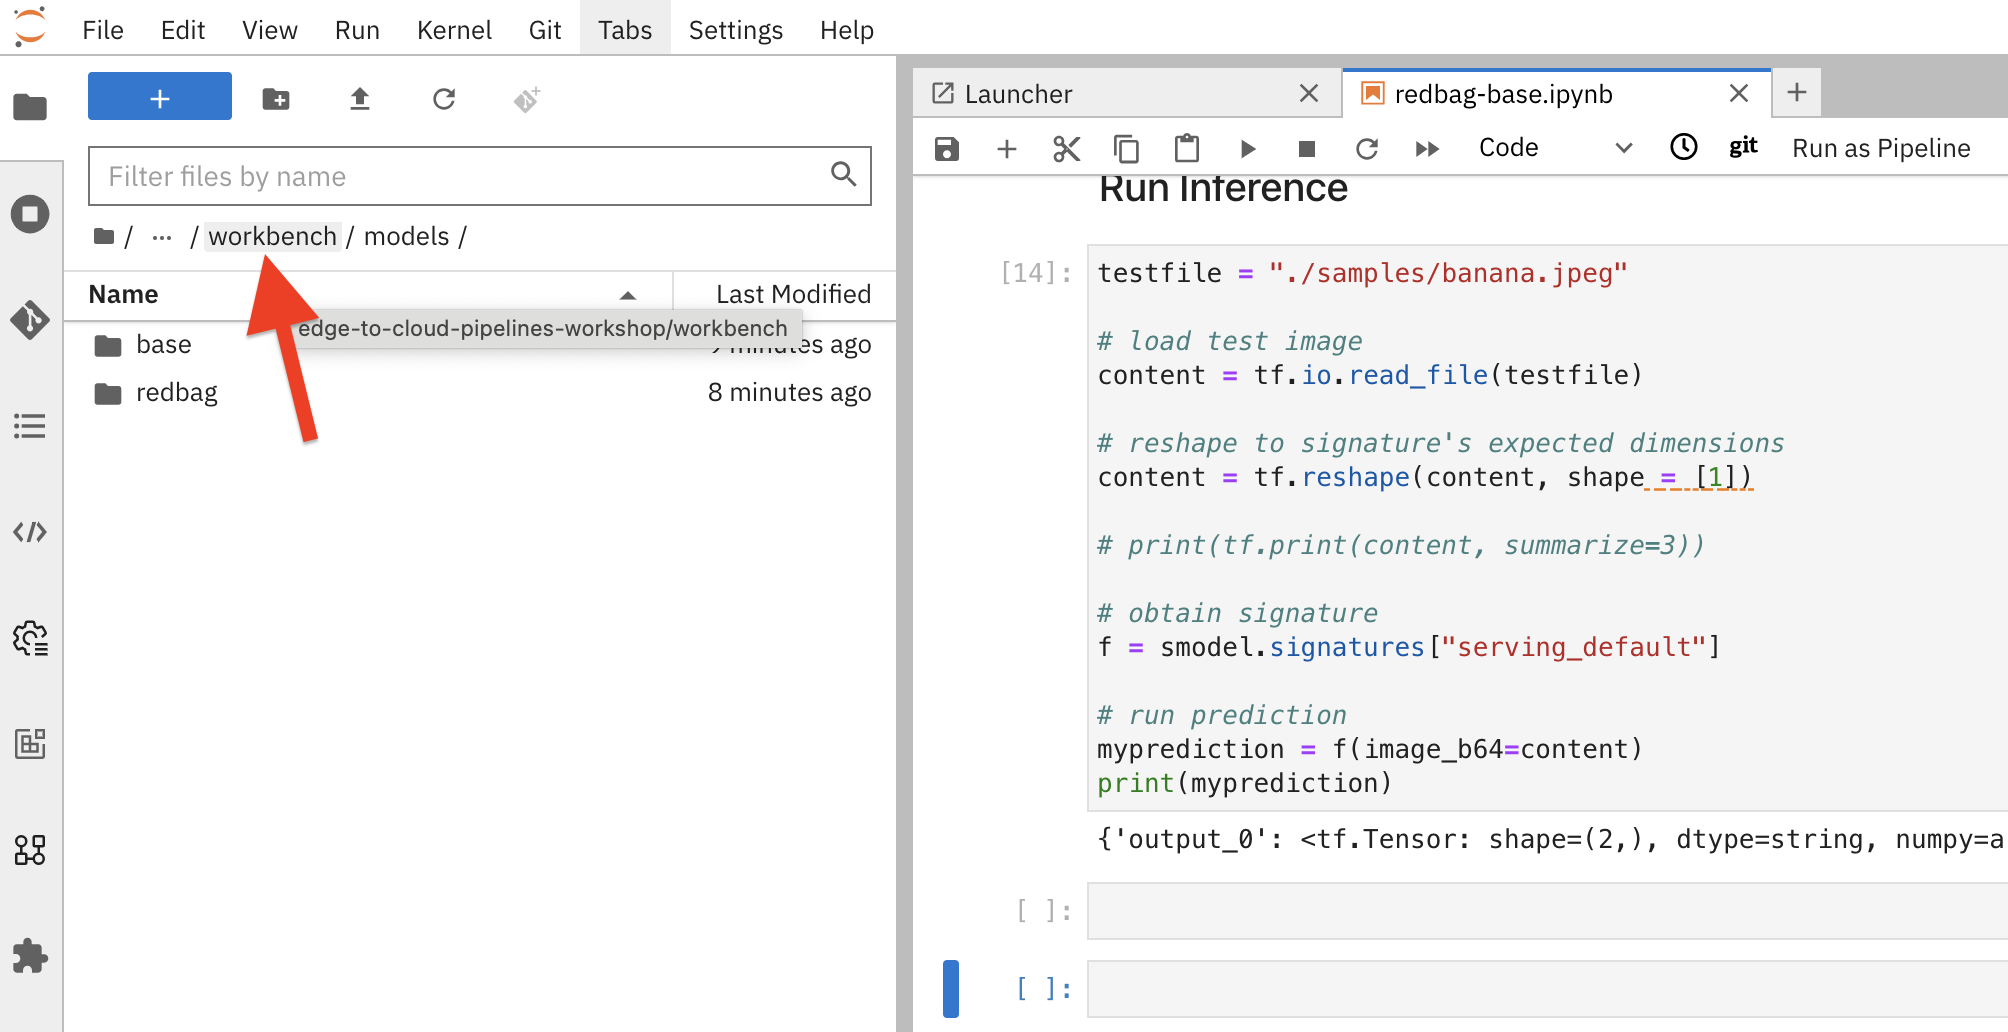 File Edit View Run Kernel Git Tabs Settings Help
+
Launcher
redbag-base.ipynb
+
Code
git
Run as Pipeline
Filter files by name
/ ... / workbench / models /
Name
Last Modified
edge-to-cloud-pipelines-workshop/workbench
base
minutes ago
redbag
8 minutes ago
Run Inference
[14]:
testfile = "./samples/banana.jpeg"
# load test image
content = tf.io.read_file(testfile)
# reshape to signature's expected dimensions
content = tf.reshape(content, shape = [1])
# print(tf.print(content, summarize=3))
# obtain signature
f = smodel.signatures["serving_default"]
# run prediction
myprediction = f(image_b64=content)
print(myprediction)
{'output_0': <tf.Tensor: shape=(2,), dtype=string, numpy=a
[ ]:
[ ]: